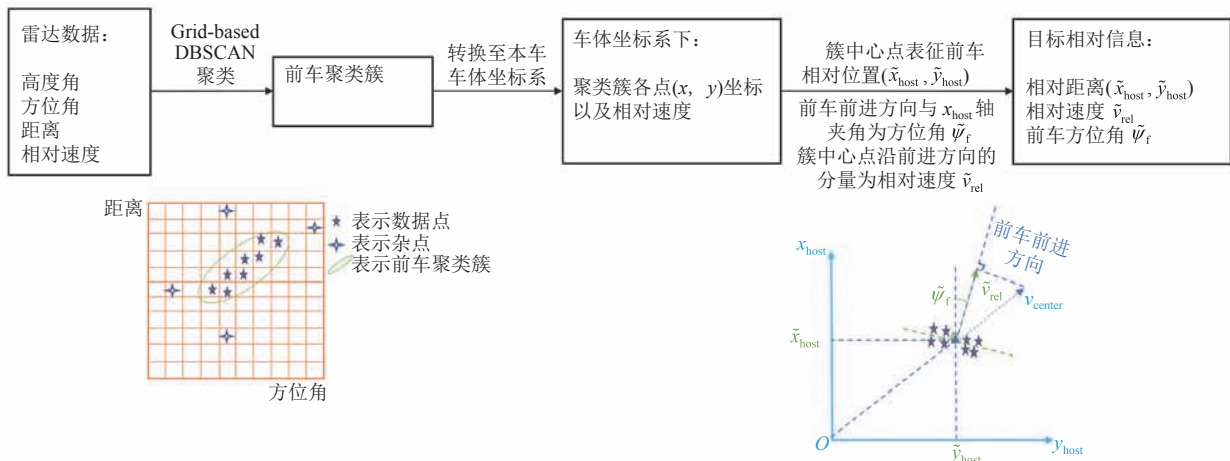 雷达数据:
高度角
方位角
距离
相对速度
Grid-based
DBSCAN
聚类
前车聚类簇
转换至本车
车体坐标系
车体坐标系下:
聚类簇各点(x, y)坐标
以及相对速度
簇中心点表征前车
相对位置(x̃host, ỹhost)
前车前进方向与 xhost 轴
夹角为方位角 ψ̃f
簇中心点沿前进方向的
分量为相对速度 ṽrel
目标相对信息:
相对距离(x̃host, ỹhost)
相对速度 ṽrel
前车方位角 ψ̃f
距离
表示数据点
表示杂点
表示前车聚类簇
方位角
xhost
前车前进
方向
ψ̃f
ṽrel
vcenter
x̃host
O
ỹhost
yhost